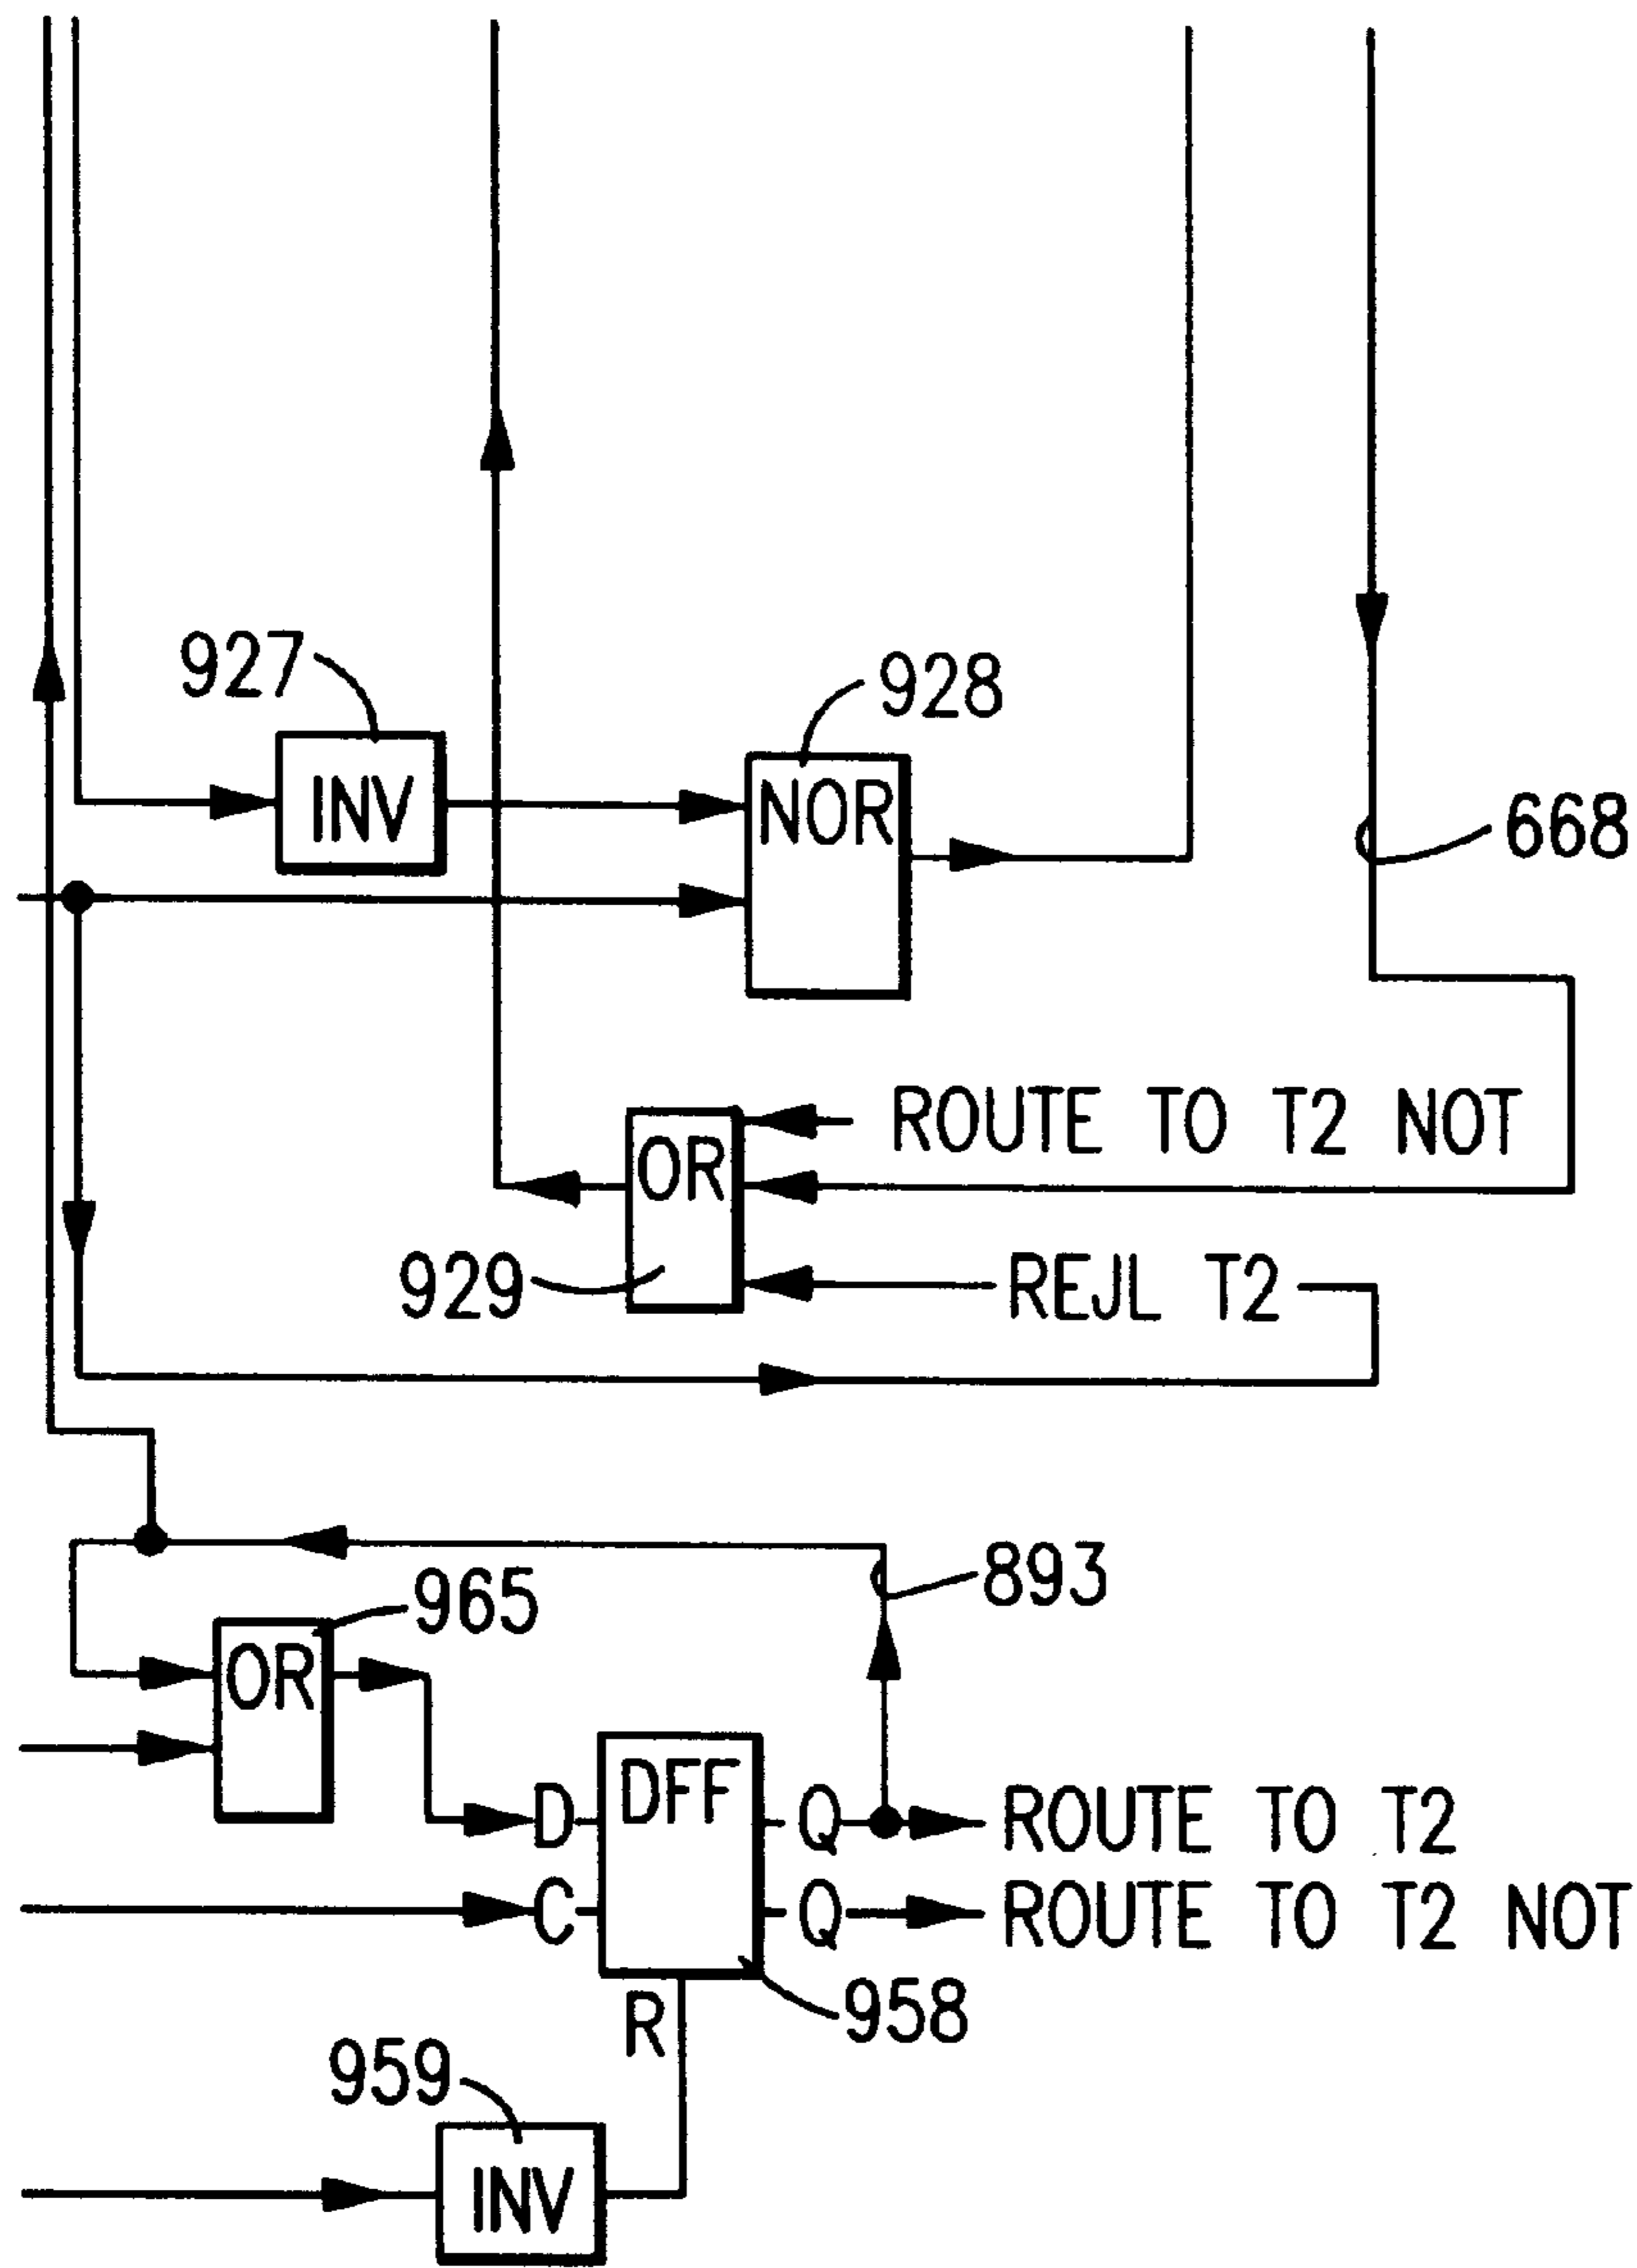 927
928
INV
NOR
668
ROUTE TO T2 NOT
OR
929
REJL T2
893
965
OR
D
DFF
Q
ROUTE TO T2
C
Q
ROUTE TO T2 NOT
R
958
959
INV